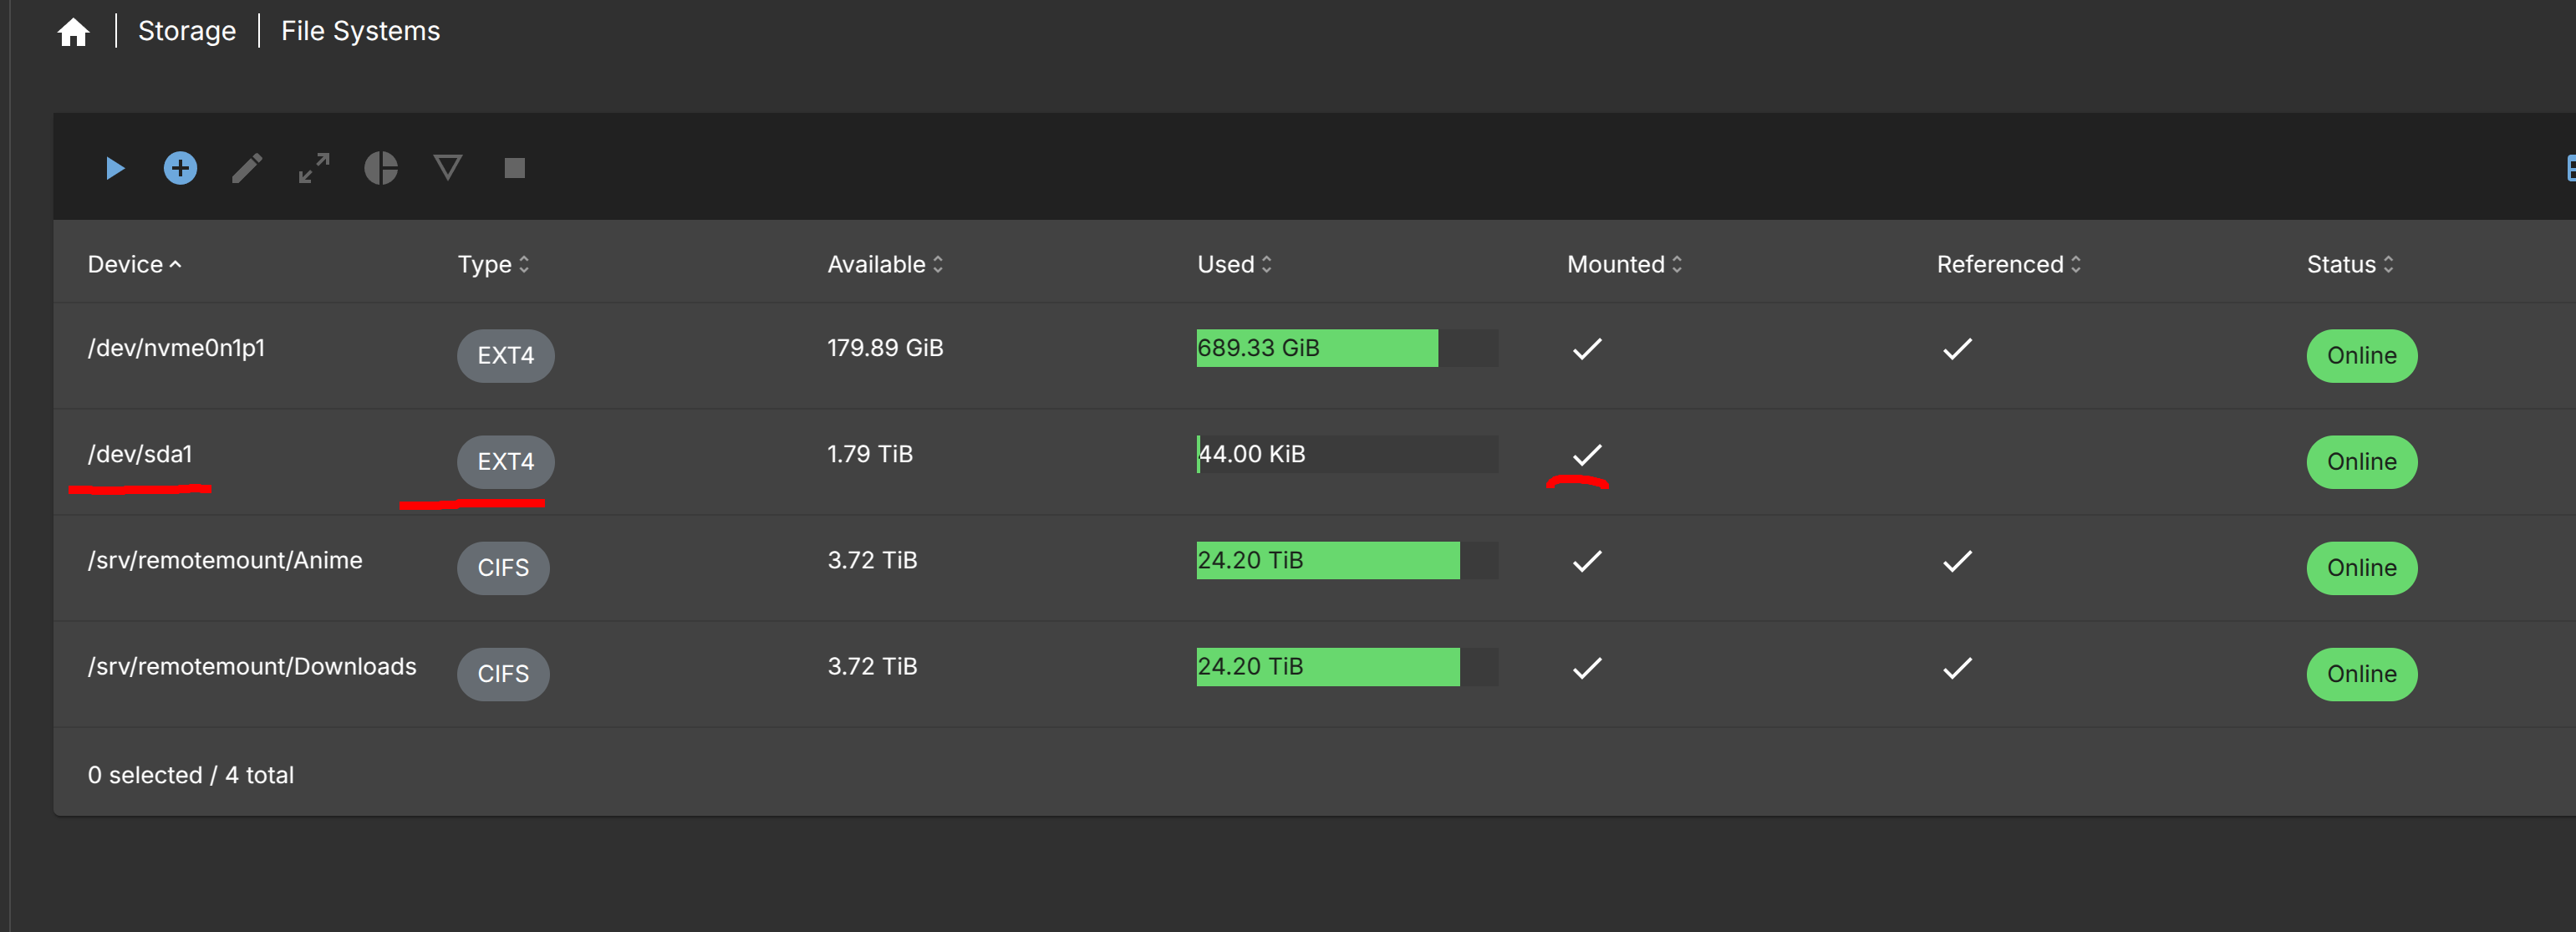 Storage | File Systems
Device Type Available Used Mounted Referenced Status
/dev/nvme0n1p1 EXT4 179.89 GiB 689.33 GiB Online
/dev/sda1 EXT4 1.79 TiB 44.00 KiB Online
/srv/remotemount/Anime CIFS 3.72 TiB 24.20 TiB Online
/srv/remotemount/Downloads CIFS 3.72 TiB 24.20 TiB Online
0 selected / 4 total